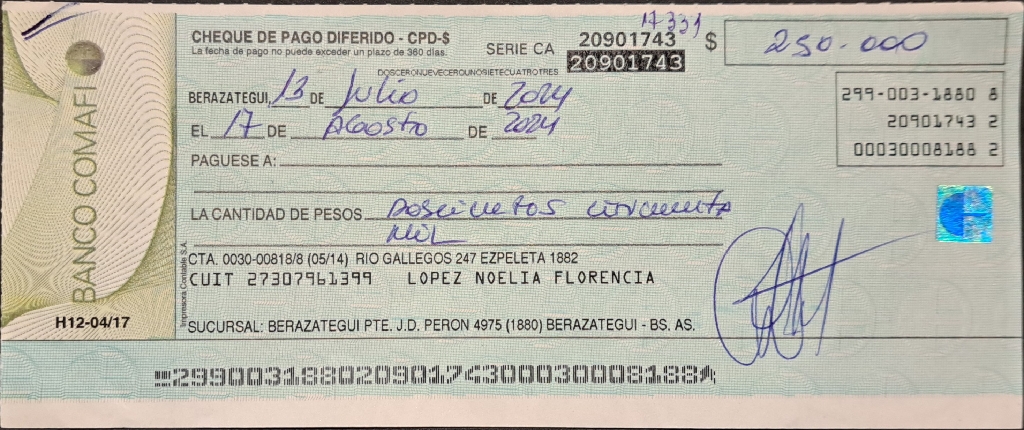 17331
CHEQUE DE PAGO DIFERIDO - CPD-$
La fecha de pago no puede exceder un plazo de 360 días.
SERIE CA 20901743 $ 250.000
20901743
DOSCERONUEVECEROUNOSIETECUATROTRES
BERAZATEGUI, 13 DE Julio DE 2024
299-003-1880 8
EL 17 DE Agosto DE 2024
20901743 2
00030008188 2
PAGUESE A:
LA CANTIDAD DE PESOS Doscientos cincuenta
Mil
CTA. 0030-00818/8 (05/14) RIO GALLEGOS 247 EZPELETA 1882
CUIT 27307961399 LOPEZ NOELIA FLORENCIA
SUCURSAL: BERAZATEGUI PTE. J.D. PERON 4975 (1880) BERAZATEGUI - BS. AS.
BANCO COMAFI
H12-04/17
Impresora Contable S.A.
29900318802090174300030008188